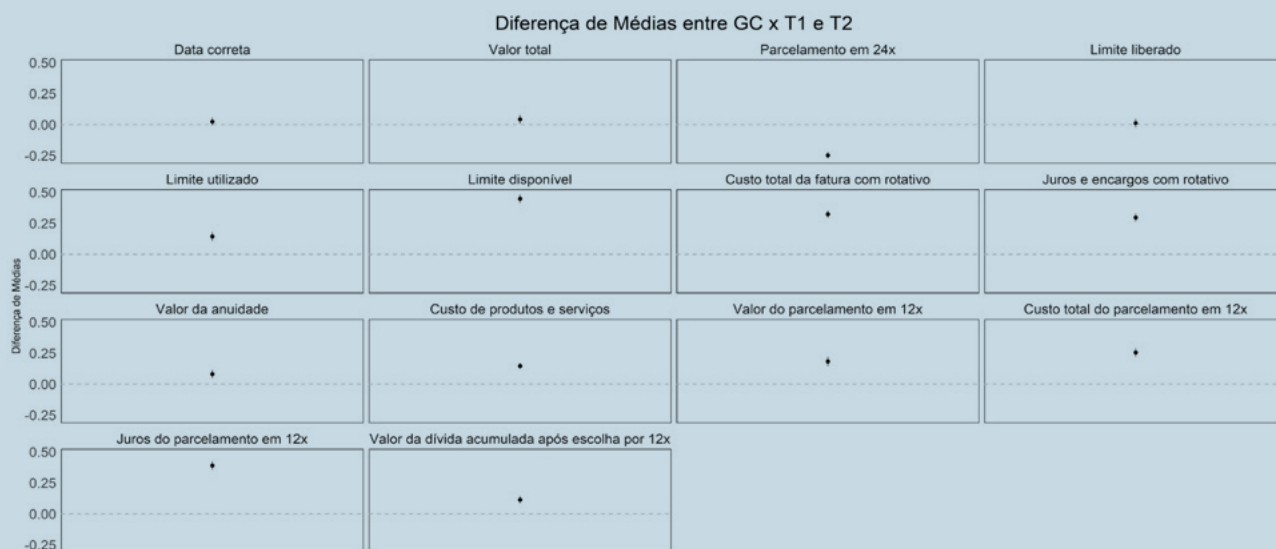 Diferença de Médias entre GC x T1 e T2
Data correta
Valor total
Parcelamento em 24x
Limite liberado
0.50
0.25
0.00
-0.25
Limite utilizado
Limite disponível
Custo total da fatura com rotativo
Juros e encargos com rotativo
0.50
0.25
0.00
-0.25
Diferença de Médias
Valor da anuidade
Custo de produtos e serviços
Valor do parcelamento em 12x
Custo total do parcelamento em 12x
0.50
0.25
0.00
-0.25
Juros do parcelamento em 12x
Valor da dívida acumulada após escolha por 12x
0.50
0.25
0.00
-0.25